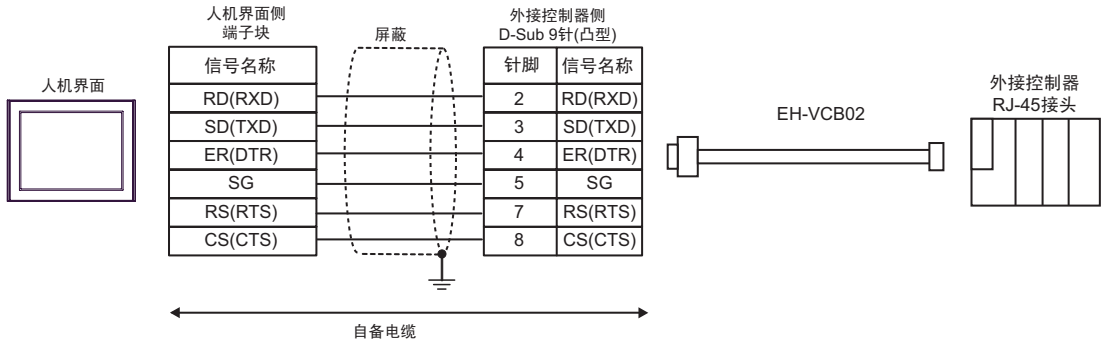 人机界面
人机界面侧
端子块
屏蔽
外接控制器侧
D-Sub 9针(凸型)
信号名称 针脚 信号名称
RD(RXD) 2 RD(RXD)
SD(TXD) 3 SD(TXD)
ER(DTR) 4 ER(DTR)
SG 5 SG
RS(RTS) 7 RS(RTS)
CS(CTS) 8 CS(CTS)
自备电缆
EH-VCB02
外接控制器
RJ-45接头